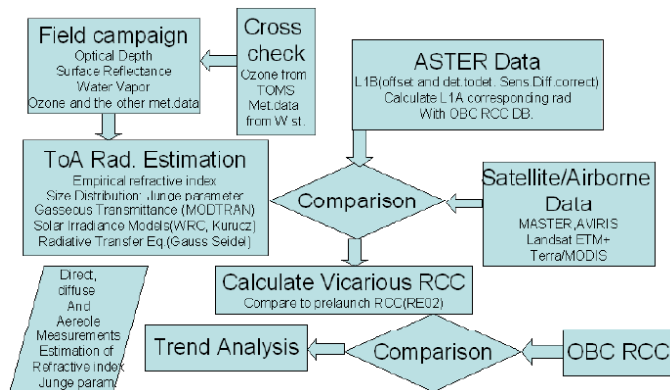 Field campaign
Optical Depth
Surface Reflectance
Water Vapor
Ozone and the other met.data
Cross
check
Ozone from
TOMS
Met.data
from W st.
ASTER Data
L1B(offset and det.todet. Sens Diff.correct)
Calculate L1A corresponding rad
With OBC RCC DB.
ToA Rad. Estimation
Empirical refractive index
Size Distribution: Junge parameter
Gassecus Transmittance (MODTRAN)
Solar Irradiance Models(WRC, Kurucz)
Radiative Transfer Eq.(Gauss Seidel)
Comparison
Satellite/Airborne
Data
MASTER,AVIRIS
Landsat ETM+
Terra/MODIS
Calculate Vicarious RCC
Compare to prelaunch RCC(RE02)
Direct,
diffuse
And
Aereole
Measurements
Estimation of
Refractive index
Junge param.
Trend Analysis
Comparison
OBC RCC